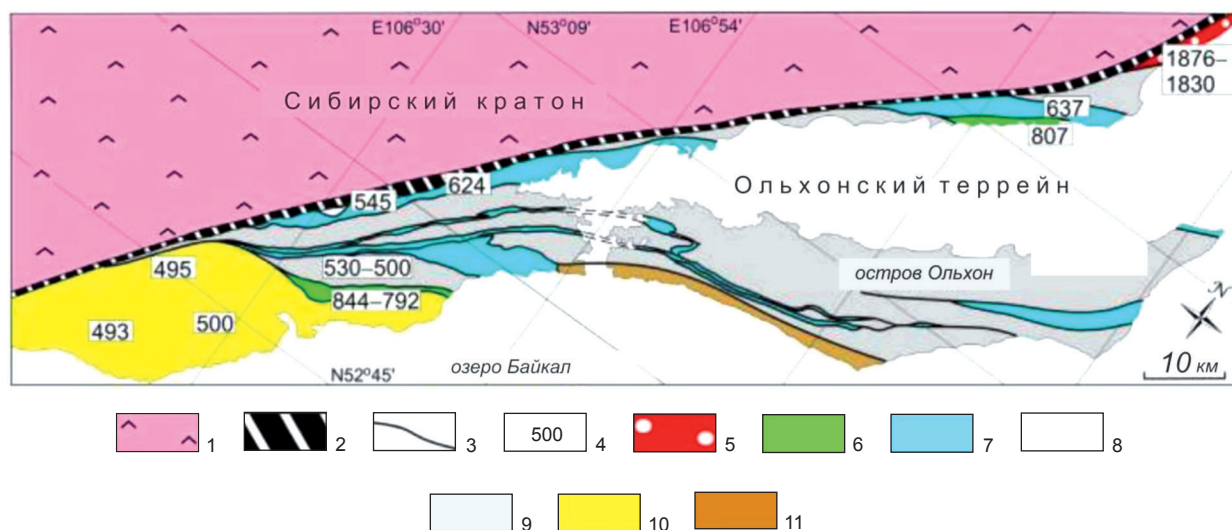 E106°30' N53°09' E106°54'
1876–
1830
Сибирский кратон
637
807
Ольхонский террейн
624
545
остров Ольхон
495
530–500
844–792
493
500
N
озеро Байкал
N52°45'
10 км
1
2
3
500
4
5
6
7
8
9
10
11